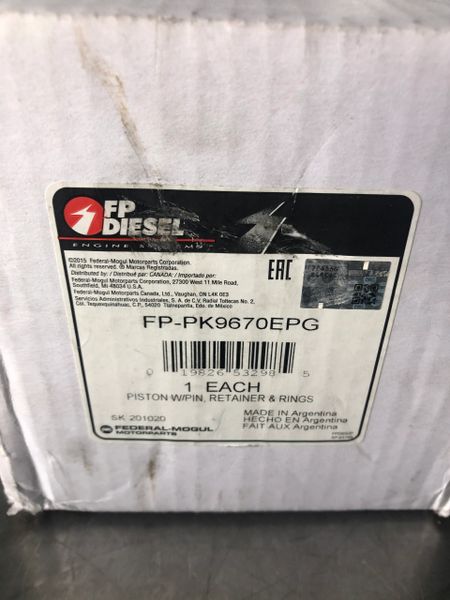 FP
DIESEL
ENGINE SYSTEMS
©2015 Federal-Mogul Motorparts Corporation.
All rights reserved. ® Marcas Registradas.
Distributed by: / Distribué par: CANADA: / Importado por:
Federal-Mogul Motorparts Corporation, 27300 West 11 Mile Road,
Southfield, MI 48034 U.S.A.
Federal-Mogul Motorparts Canada, Ltd., Vaughan, ON L4K 0E3
Servicios Administrativos Industriales, S. A. de C.V. Radial Toltecas No. 2,
Col. Tequexquinahuac, C.P., 54020 Tlalnepantla, Edo. de Mexico
EAC
FP-PK9670EPG
0 19826 53298 5
1 EACH
PISTON W/PIN, RETAINER & RINGS
SK 201020
MADE IN Argentina
HECHO EN Argentina
FAIT AUX Argentina
FEDERAL-MOGUL
MOTORPARTS